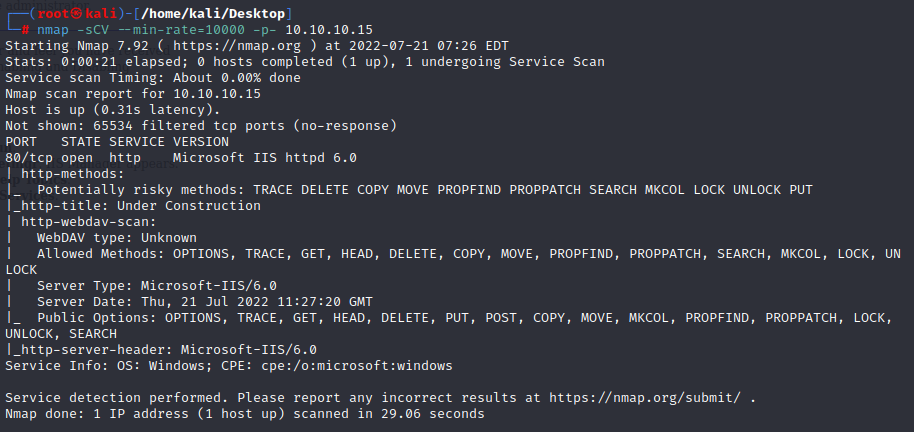 (root㉿kali)-[/home/kali/Desktop]
# nmap -sCV --min-rate=10000 -p- 10.10.10.15
Starting Nmap 7.92 ( https://nmap.org ) at 2022-07-21 07:26 EDT
Stats: 0:00:21 elapsed; 0 hosts completed (1 up), 1 undergoing Service Scan
Service scan Timing: About 0.00% done
Nmap scan report for 10.10.10.15
Host is up (0.31s latency).
Not shown: 65534 filtered tcp ports (no-response)
PORT   STATE SERVICE VERSION
80/tcp open  http    Microsoft IIS httpd 6.0
| http-methods:
|_  Potentially risky methods: TRACE DELETE COPY MOVE PROPFIND PROPPATCH SEARCH MKCOL LOCK UNLOCK PUT
|_http-title: Under Construction
| http-webdav-scan:
|   WebDAV type: Unknown
|   Allowed Methods: OPTIONS, TRACE, GET, HEAD, DELETE, COPY, MOVE, PROPFIND, PROPPATCH, SEARCH, MKCOL, LOCK, UN
LOCK
|   Server Type: Microsoft-IIS/6.0
|   Server Date: Thu, 21 Jul 2022 11:27:20 GMT
|_  Public Options: OPTIONS, TRACE, GET, HEAD, DELETE, PUT, POST, COPY, MOVE, MKCOL, PROPFIND, PROPPATCH, LOCK,
UNLOCK, SEARCH
|_http-server-header: Microsoft-IIS/6.0
Service Info: OS: Windows; CPE: cpe:/o:microsoft:windows

Service detection performed. Please report any incorrect results at https://nmap.org/submit/ .
Nmap done: 1 IP address (1 host up) scanned in 29.06 seconds